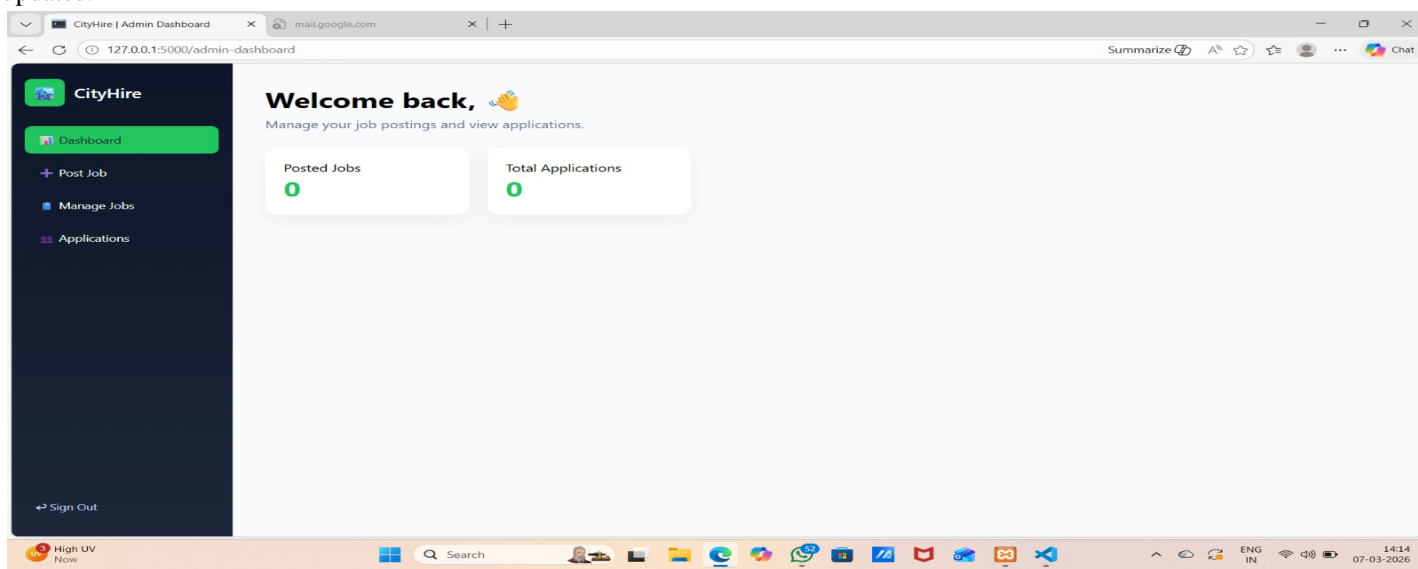 CityHire | Admin Dashboard
mail.google.com
127.0.0.1:5000/admin-dashboard
Summarize
Chat
CityHire
Dashboard
Post Job
Manage Jobs
Applications
Sign Out
Welcome back, 👋
Manage your job postings and view applications.
Posted Jobs
0
Total Applications
0
3
High UV
Now
Search
52
ENG
IN
14:14
07-03-2026